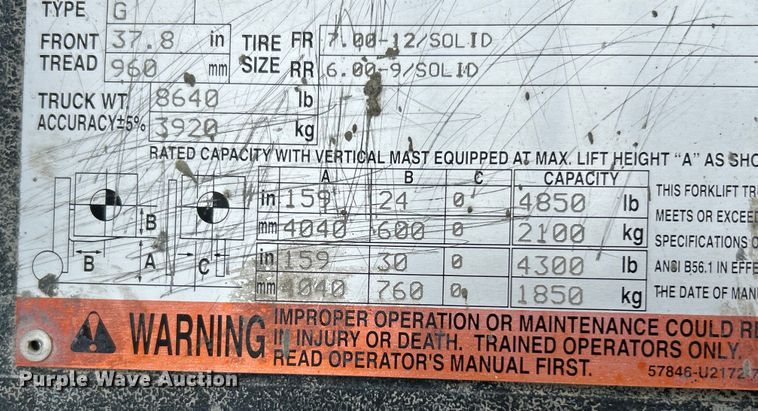 TYPE G
FRONT TREAD 37.8 in
960 mm
TIRE SIZE FR 7.00-12/SOLID
RR 6.00-9/SOLID
TRUCK WT. 8640 lb
ACCURACY±5% 3920 kg
RATED CAPACITY WITH VERTICAL MAST EQUIPPED AT MAX. LIFT HEIGHT "A" AS SHO
A B C CAPACITY
in 159 24 0 4850 lb
mm 4040 600 0 2100 kg
in 159 30 0 4300 lb
mm 4040 760 0 1850 kg
B
B A C
THIS FORKLIFT TR
MEETS OR EXCEED
SPECIFICATIONS O
ANSI B56.1 IN EFFE
THE DATE OF MAN
WARNING
IMPROPER OPERATION OR MAINTENANCE COULD RE
IN INJURY OR DEATH. TRAINED OPERATORS ONLY.
READ OPERATOR'S MANUAL FIRST.
57846-U2172-7
Purple Wave Auction